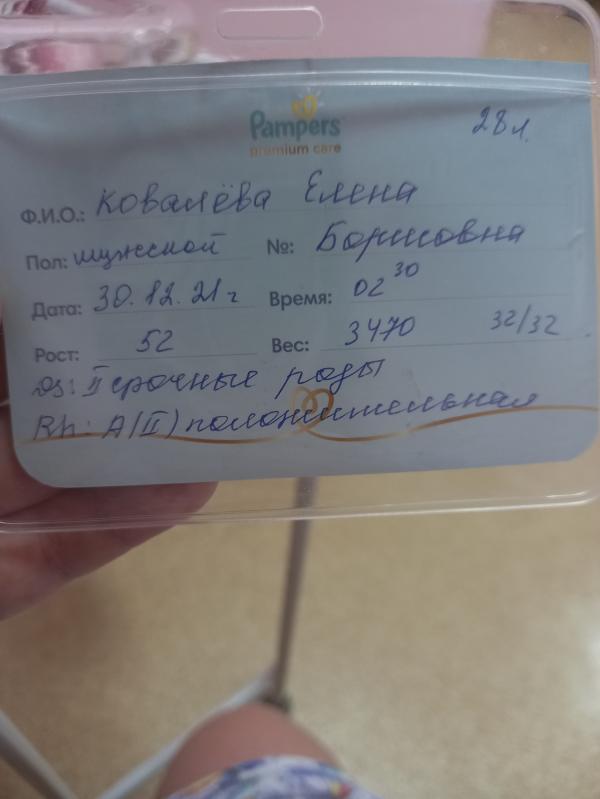 Pampers
premium care
28 л.
Ф.И.О.: Ковалёва Елена
Пол: мужской №: Борисовна
Дата: 30.12.21 г Время: 02 30
Рост: 52 Вес: 3470 32/32
Ds: II срочные роды
Rh: A(II) положительная